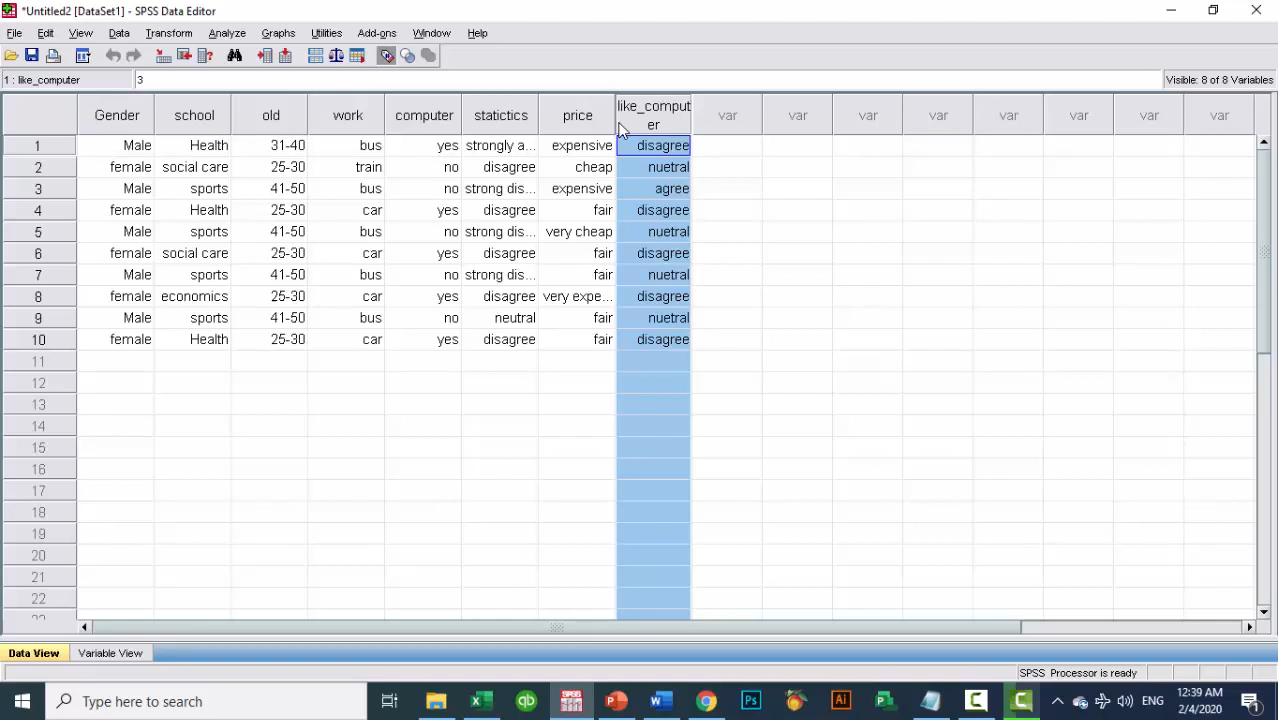 *Untitled2 [DataSet1] - SPSS Data Editor
File Edit View Data Transform Analyze Graphs Utilities Add-ons Window Help
1 : like_computer 3 Visible: 8 of 8 Variables
Gender school old work computer statictics price like_comput
er var var var var var var var var
1 Male Health 31-40 bus yes strongly a... expensive disagree
2 female social care 25-30 train no disagree cheap nuetral
3 Male sports 41-50 bus no strong dis... expensive agree
4 female Health 25-30 car yes disagree fair disagree
5 Male sports 41-50 bus no strong dis... very cheap nuetral
6 female social care 25-30 car yes disagree fair disagree
7 Male sports 41-50 bus no strong dis... fair nuetral
8 female economics 25-30 car yes disagree very expe... disagree
9 Male sports 41-50 bus no neutral fair nuetral
10 female Health 25-30 car yes disagree fair disagree
11
12
13
14
15
16
17
18
19
20
21
22
Data View Variable View
SPSS Processor is ready
Type here to search
ENG
12:39 AM
2/4/2020